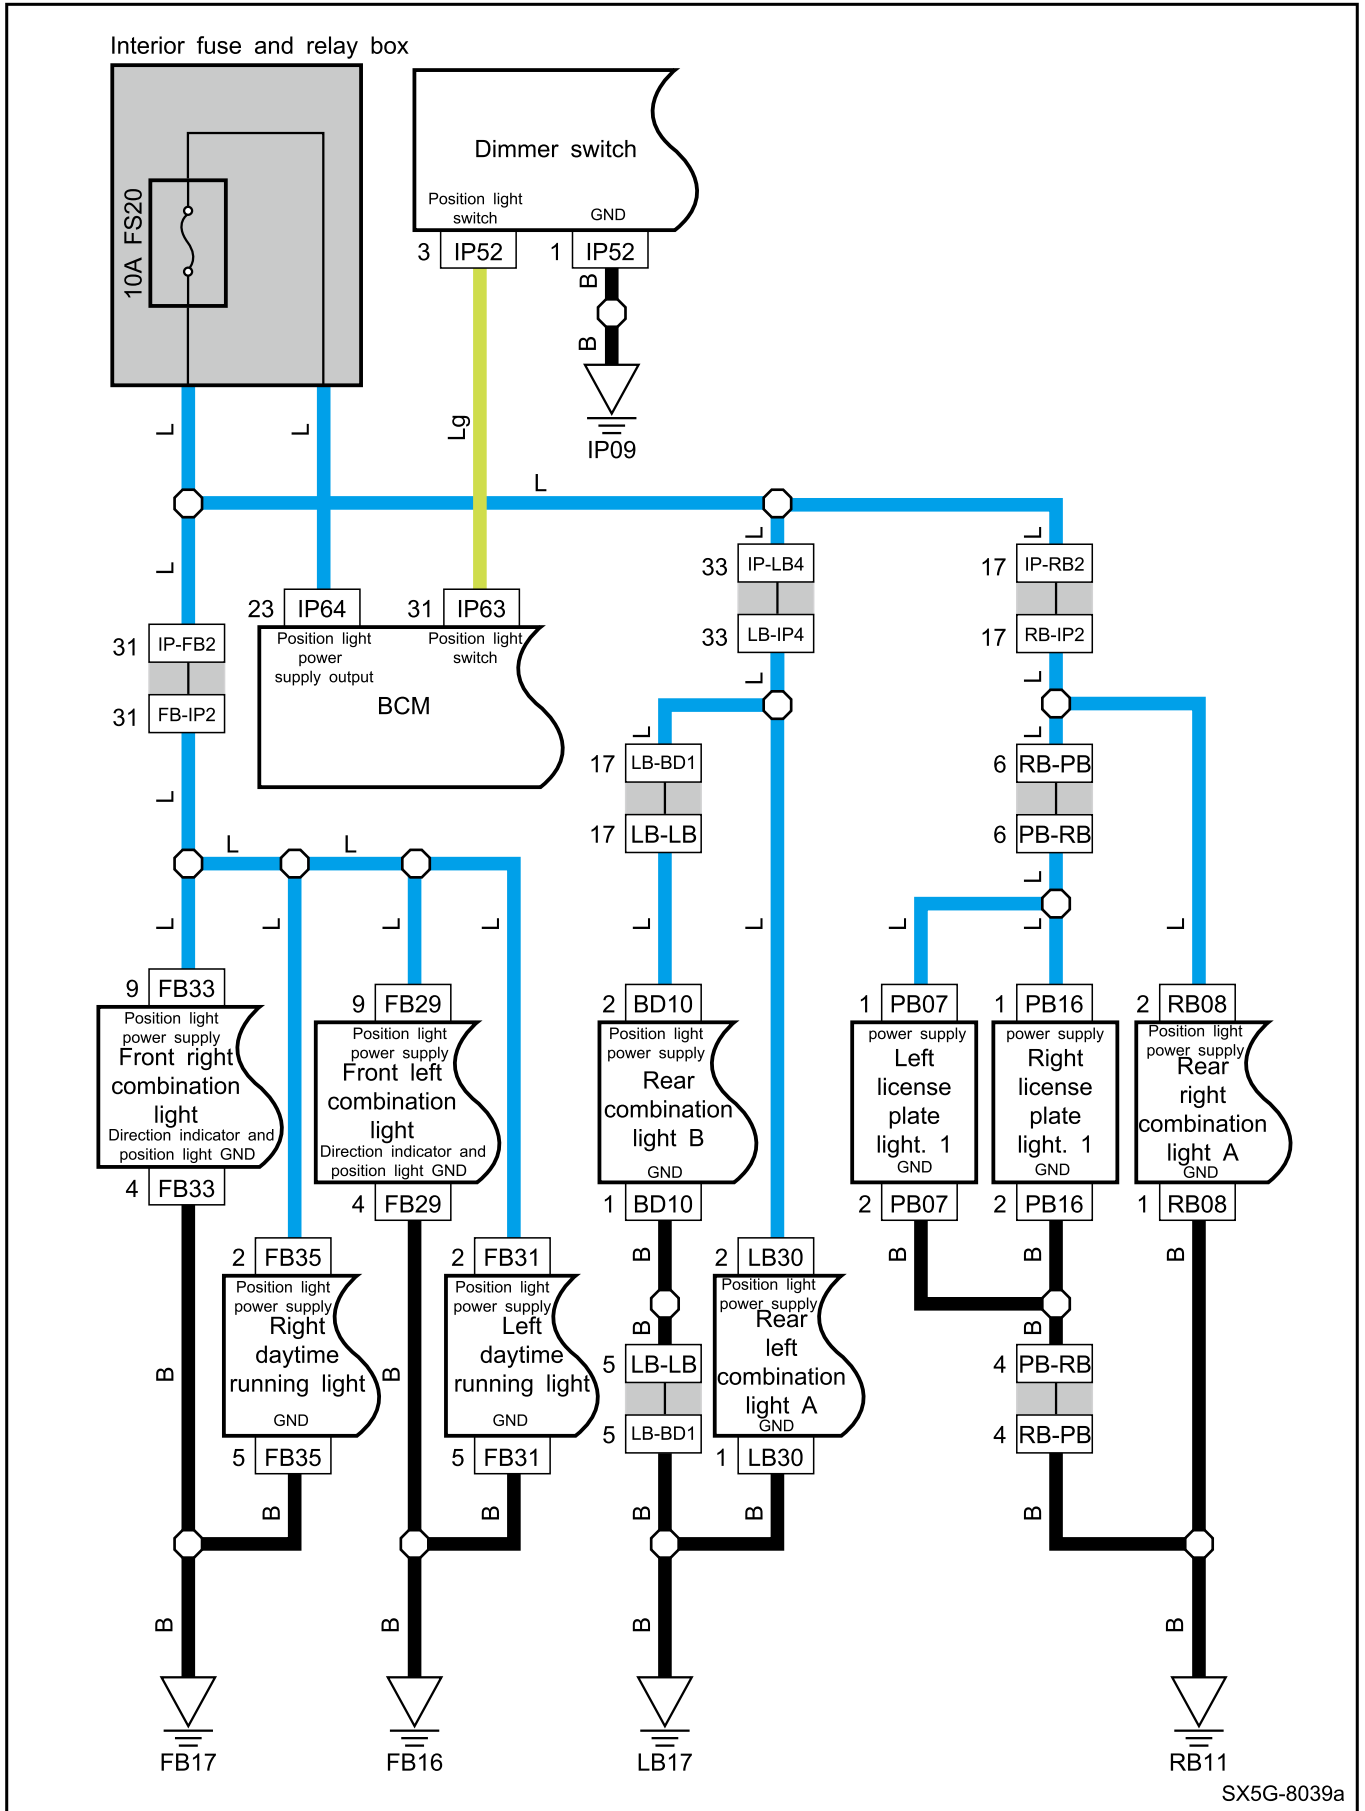 Interior fuse and relay box
10A FS20
Dimmer switch
Position light
switch
GND
3 IP52
1 IP52
B
B
IP09
L
L
Lg
L
L
L
L
33 IP-LB4
17 IP-RB2
23 IP64
31 IP63
33 LB-IP4
17 RB-IP2
31 IP-FB2
Position light
power
supply output
Position light
switch
BCM
31 FB-IP2
L
L
L
L
17 LB-BD1
6 RB-PB
L
17 LB-LB
6 PB-RB
L
L
L
L
L
L
L
L
L
L
L
L
9 FB33
9 FB29
2 BD10
1 PB07
1 PB16
2 RB08
Position light
power supply
Front right
combination
light
Direction indicator and
position light GND
Position light
power supply
Front left
combination
light
Direction indicator and
position light GND
Position light
power supply
Rear
combination
light B
GND
power supply
Left
license
plate
light. 1
GND
power supply
Right
license
plate
light. 1
GND
Position light
power supply
Rear
right
combination
light A
GND
4 FB33
4 FB29
1 BD10
2 PB07
2 PB16
1 RB08
2 FB35
2 FB31
B
2 LB30
B
B
B
Position light
power supply
Right
daytime
running light
GND
Position light
power supply
Left
daytime
running light
GND
Position light
power supply
Rear
left
combination
light A
GND
B
B
B
B
5 LB-LB
4 PB-RB
5 LB-BD1
4 RB-PB
5 FB35
5 FB31
1 LB30
B
B
B
B
B
B
B
B
FB17
FB16
LB17
RB11
SX5G-8039a